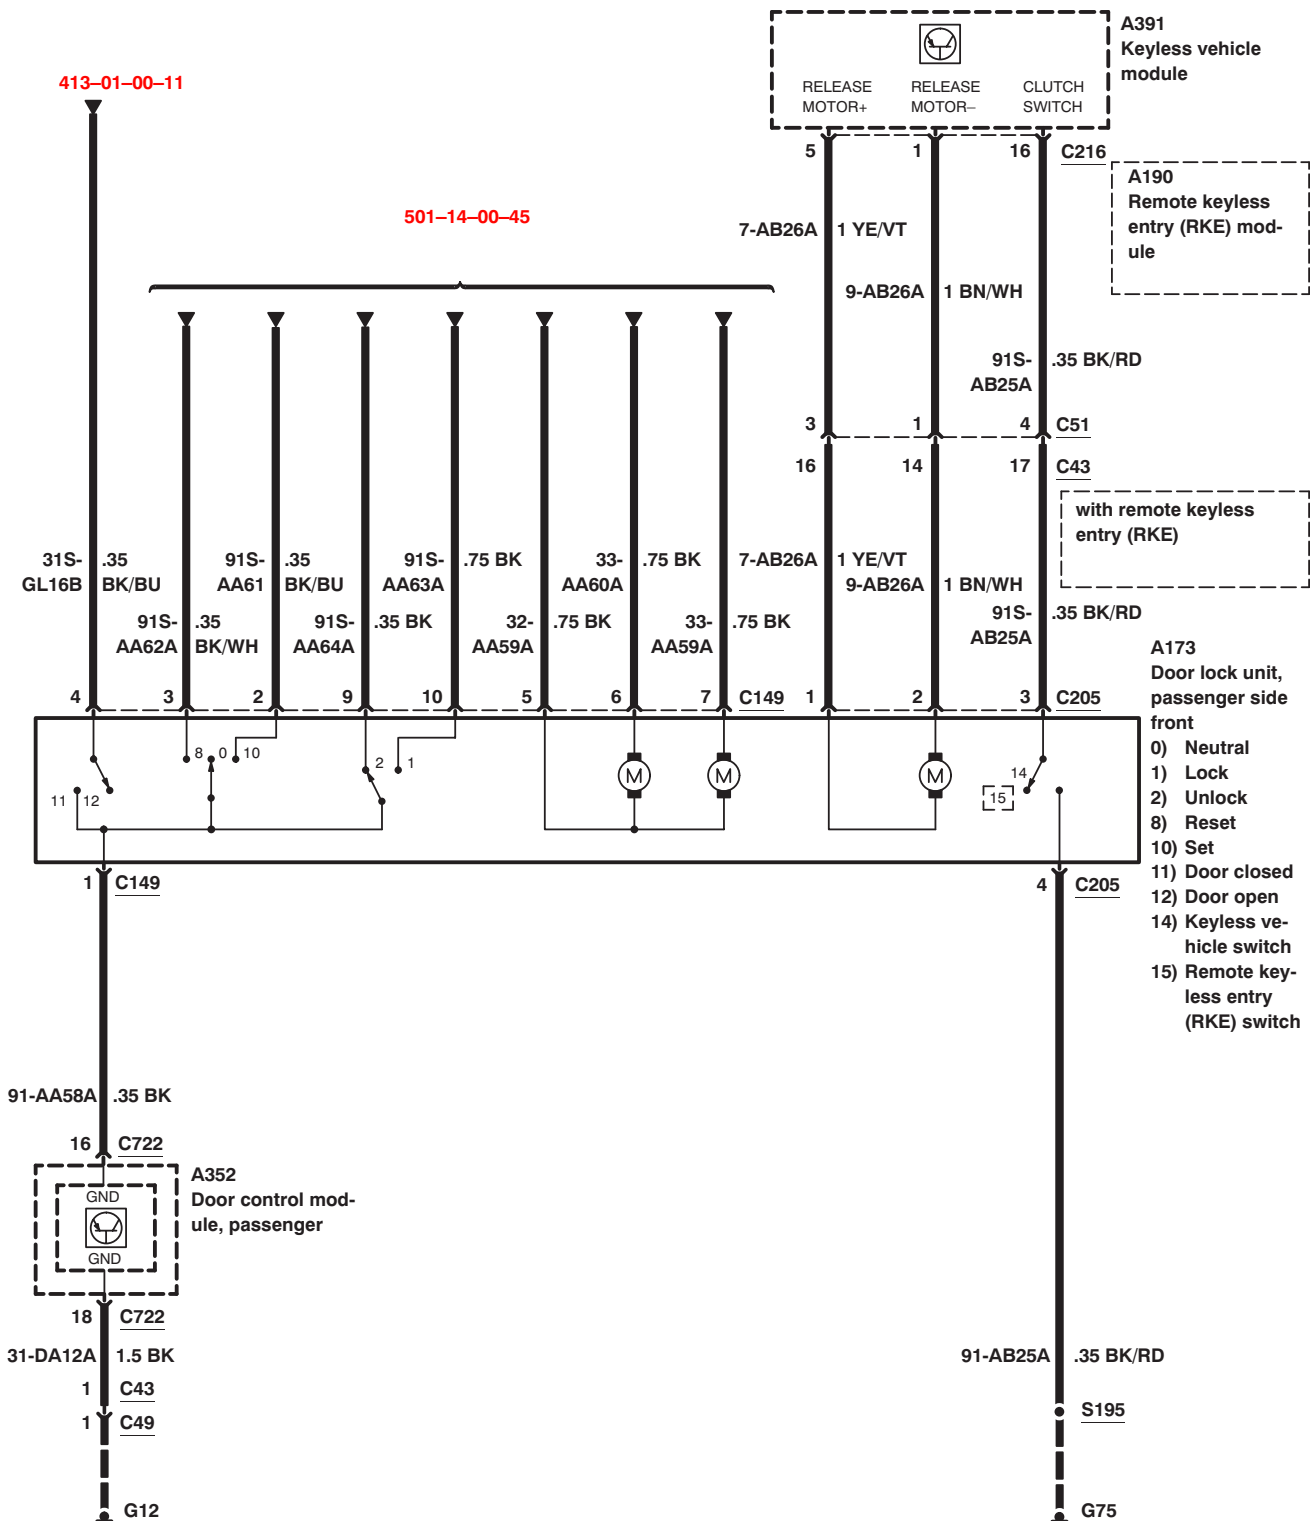 A391
Keyless vehicle
module
RELEASE MOTOR+
RELEASE MOTOR–
CLUTCH SWITCH
413–01–00–11
5 1 16 C216
A190
Remote keyless
entry (RKE) mod-
ule
501–14–00–45
7-AB26A 1 YE/VT
9-AB26A 1 BN/WH
91S-
AB25A
.35 BK/RD
3 1 4 C51
16 14 17 C43
with remote keyless
entry (RKE)
31S-
GL16B
.35
BK/BU
91S-
AA61
.35
BK/BU
91S-
AA63A
.75 BK
33-
AA60A
.75 BK
7-AB26A 1 YE/VT
9-AB26A 1 BN/WH
91S-
AA62A
.35
BK/WH
91S-
AA64A
.35 BK
32-
AA59A
.75 BK
33-
AA59A
.75 BK
91S-
AB25A
.35 BK/RD
4 3 2 9 10 5 6 7 C149 1 2 3 C205
A173
Door lock unit,
passenger side
front
0) Neutral
1) Lock
2) Unlock
8) Reset
10) Set
11) Door closed
12) Door open
14) Keyless ve-
hicle switch
15) Remote key-
less entry
(RKE) switch
8 0 10 2 1
M M M
14
11 12
15
1 C149
4 C205
91-AA58A .35 BK
16 C722
A352
Door control mod-
ule, passenger
GND
GND
18 C722
31-DA12A 1.5 BK
91-AB25A .35 BK/RD
1 C43
S195
1 C49
G12
G75